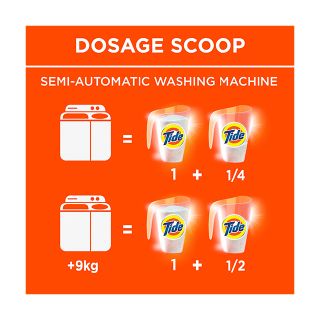 DOSAGE SCOOP
SEMI-AUTOMATIC WASHING MACHINE
= Tide Tide
1 + 1/4
= Tide Tide
+9kg 1 + 1/2